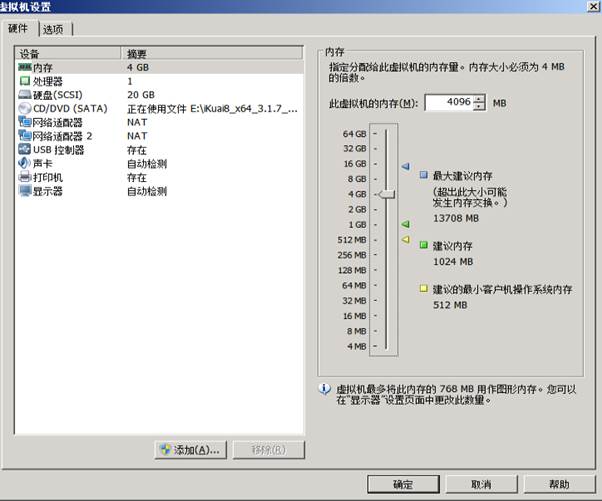 虚拟机设置
硬件 选项
设备 摘要
内存 4 GB
处理器 1
硬盘(SCSI) 20 GB
CD/DVD (SATA) 正在使用文件 E:\iKuai8_x64_3.1.7_...
网络适配器 NAT
网络适配器 2 NAT
USB 控制器 存在
声卡 自动检测
打印机 存在
显示器 自动检测
添加(A)...
移除(R)
内存
指定分配给此虚拟机的内存量。内存大小必须为 4 MB
的倍数。
此虚拟机的内存(M): 4096 MB
64 GB
32 GB
16 GB
8 GB
4 GB
2 GB
1 GB
512 MB
256 MB
128 MB
64 MB
32 MB
16 MB
8 MB
4 MB
最大建议内存
(超出此大小可能
发生内存交换。)
13708 MB
建议内存
1024 MB
建议的最小客户机操作系统内存
512 MB
虚拟机最多将此内存的 768 MB 用作图形内存。您可以
在"显示器"设置页面中更改此数量。
确定 取消 帮助